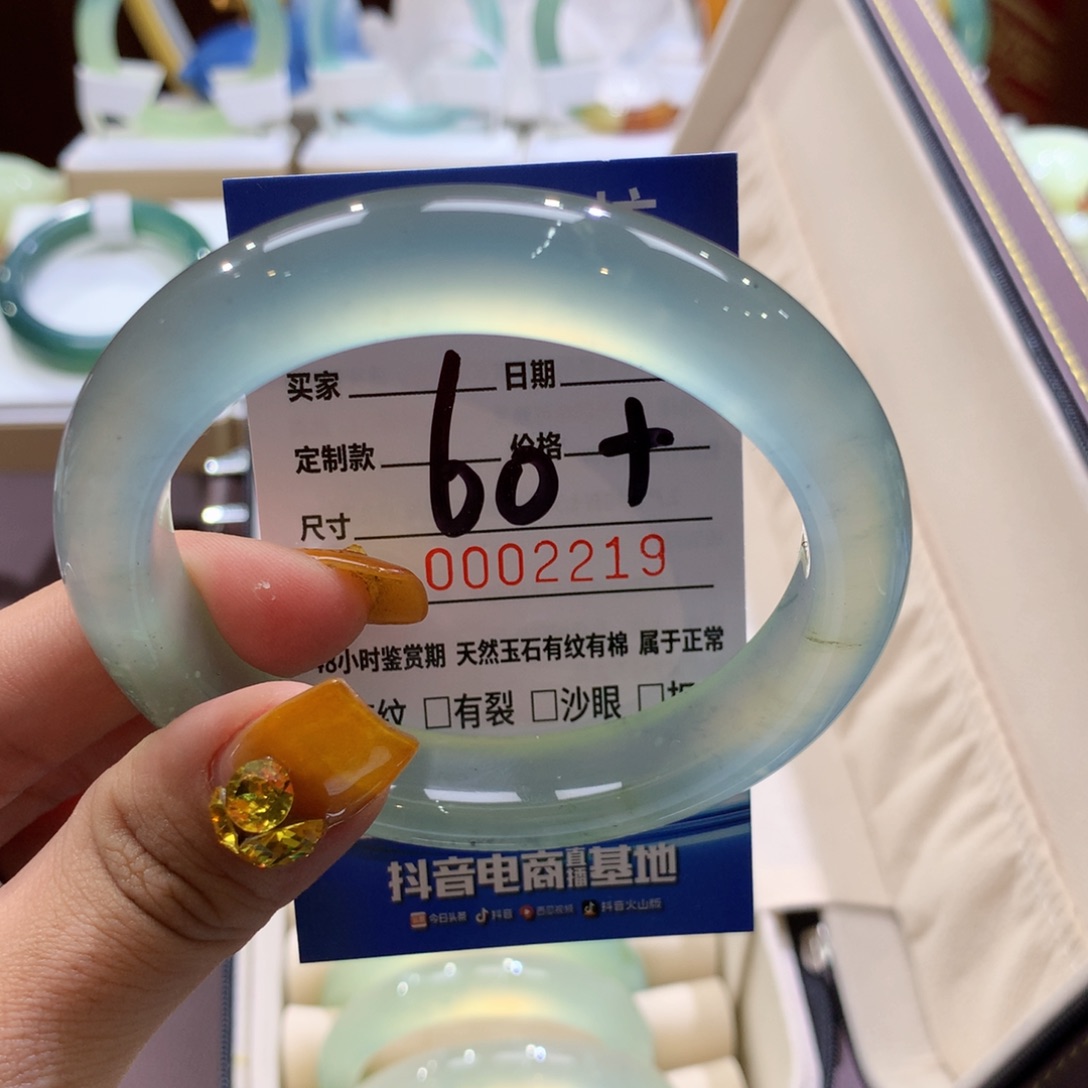 买家 日期
定制款 价格
60+
尺寸
0002219
48小时鉴赏期 天然玉石有纹有棉 属于正常
纹 □有裂 □沙眼 □
抖音电商直播基地
今日头条 抖音 西瓜视频 抖音火山版